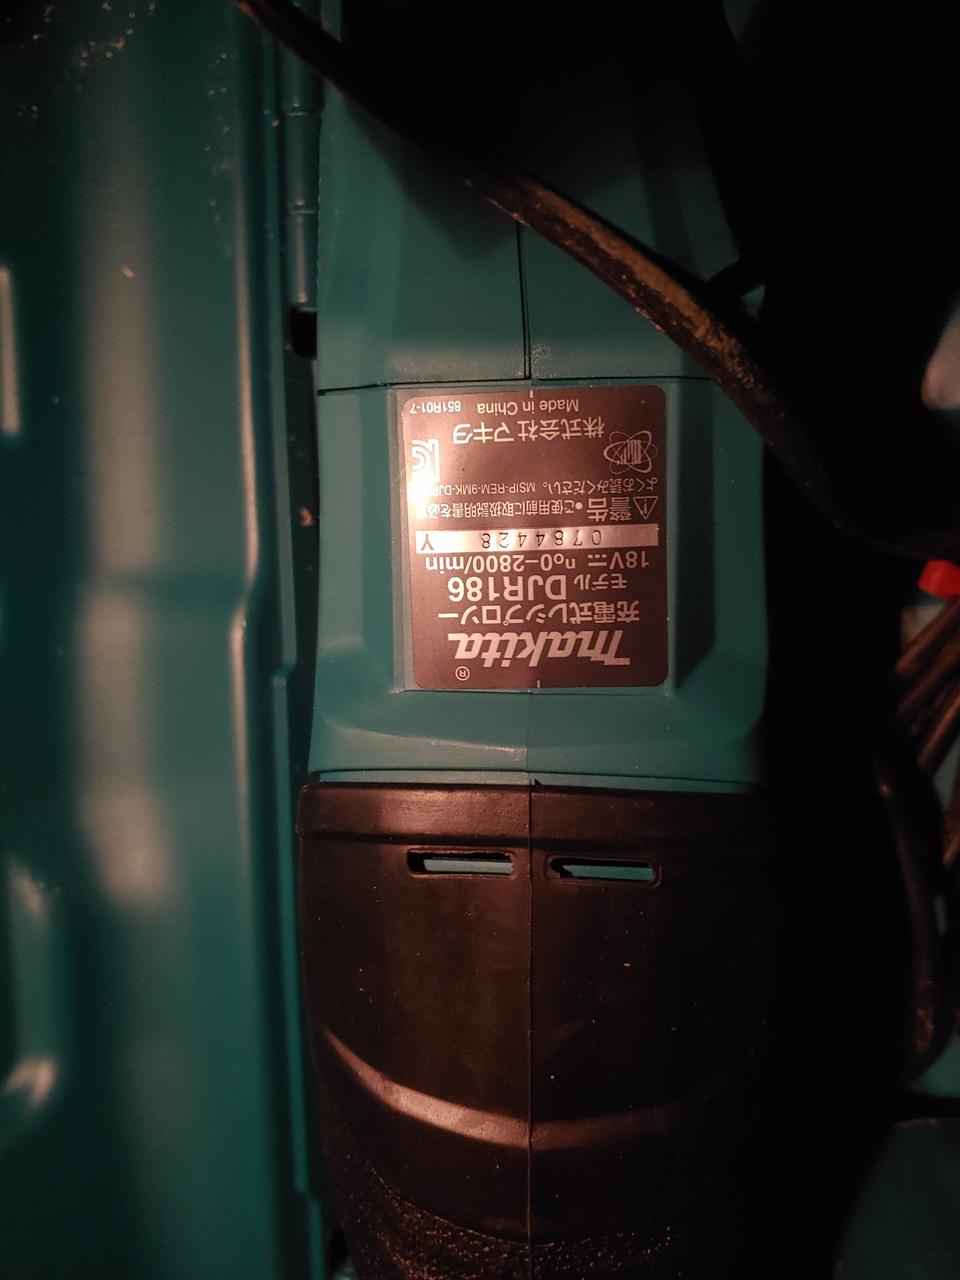 makita®
充電式レシプロソー
モデル DJR186
18V⎓ n₀0-2800/min
0784428 Y
⚠警告 •ご使用前に取扱説明書を必
よくお読みください。 MSIP-REM-9MK-DJR
株式会社マキタ
Made in China 851R01-7